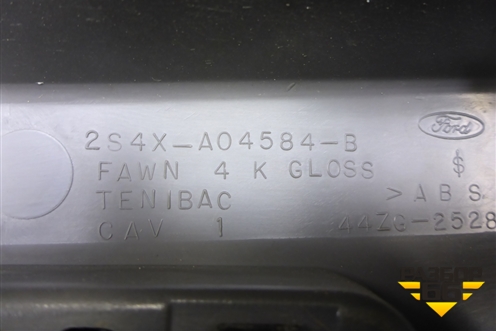 2S4X-A04584-B
Ford
FAWN 4 K GLOSS
$
TENIBAC
>ABS
CAV 1
44ZG-2528